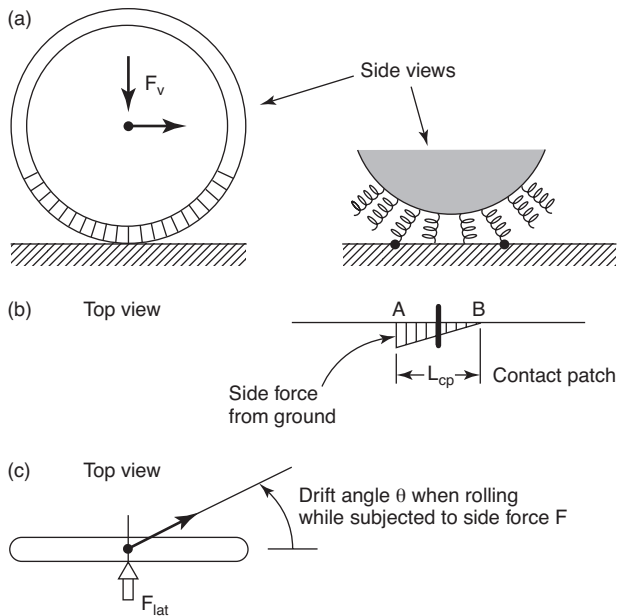 (a)
F_v
Side views
(b) Top view
A B
Side force
from ground
L_cp
Contact patch
(c) Top view
Drift angle θ when rolling
while subjected to side force F
F_lat